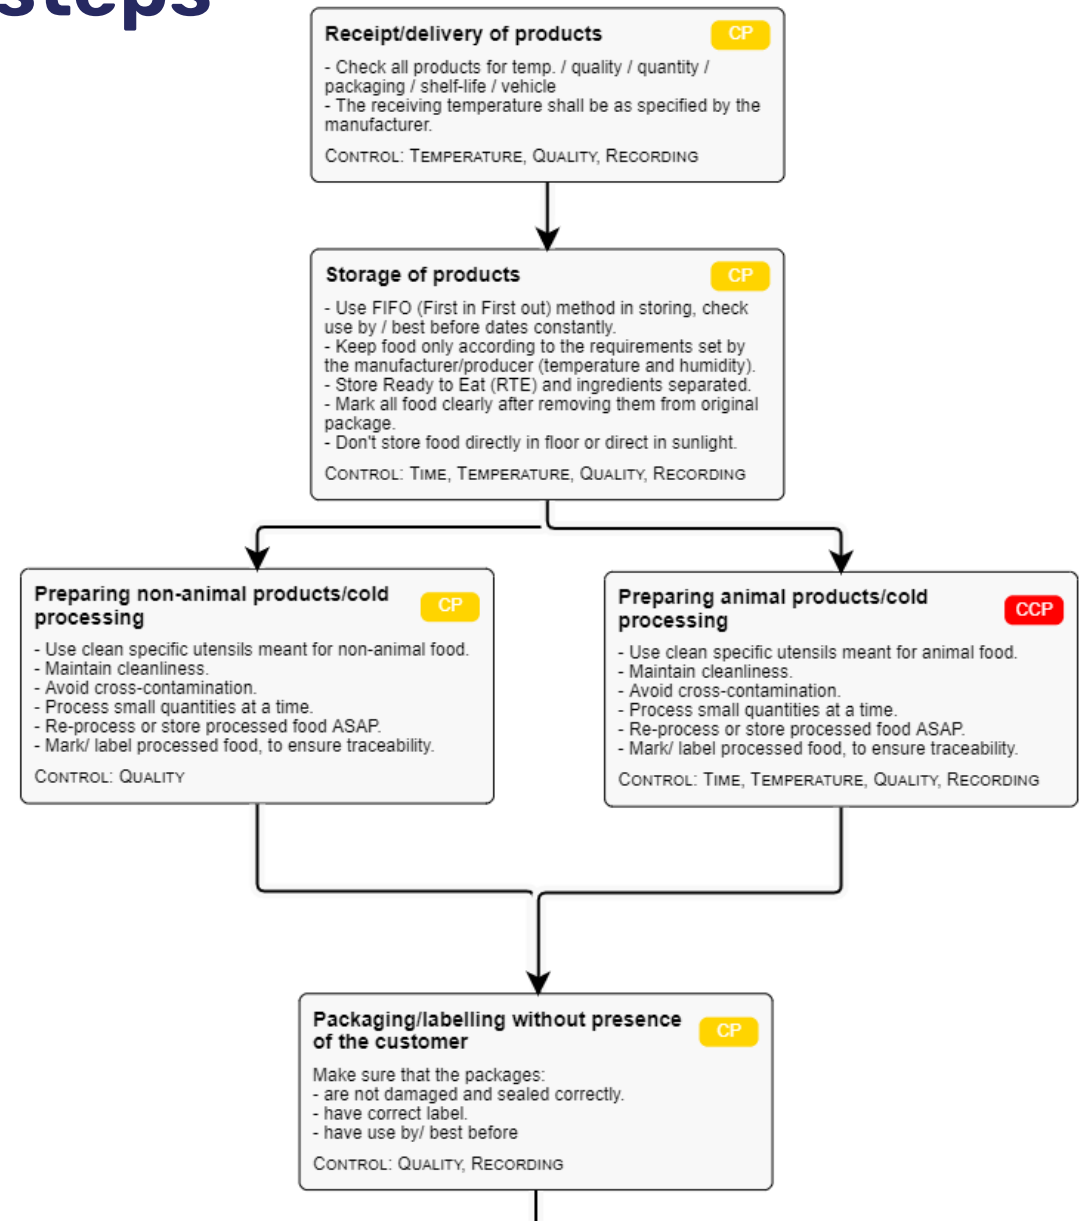 steps
Receipt/delivery of products
CP
- Check all products for temp. / quality / quantity /
packaging / shelf-life / vehicle
- The receiving temperature shall be as specified by the
manufacturer.
CONTROL: TEMPERATURE, QUALITY, RECORDING
Storage of products
CP
- Use FIFO (First in First out) method in storing, check
use by / best before dates constantly.
- Keep food only according to the requirements set by
the manufacturer/producer (temperature and humidity).
- Store Ready to Eat (RTE) and ingredients separated.
- Mark all food clearly after removing them from original
package.
- Don't store food directly in floor or direct in sunlight.
CONTROL: TIME, TEMPERATURE, QUALITY, RECORDING
Preparing non-animal products/cold
processing
CP
- Use clean specific utensils meant for non-animal food.
- Maintain cleanliness.
- Avoid cross-contamination.
- Process small quantities at a time.
- Re-process or store processed food ASAP.
- Mark/ label processed food, to ensure traceability.
CONTROL: QUALITY
Preparing animal products/cold
processing
CCP
- Use clean specific utensils meant for animal food.
- Maintain cleanliness.
- Avoid cross-contamination.
- Process small quantities at a time.
- Re-process or store processed food ASAP.
- Mark/ label processed food, to ensure traceability.
CONTROL: TIME, TEMPERATURE, QUALITY, RECORDING
Packaging/labelling without presence
of the customer
CP
Make sure that the packages:
- are not damaged and sealed correctly.
- have correct label.
- have use by/ best before
CONTROL: QUALITY, RECORDING